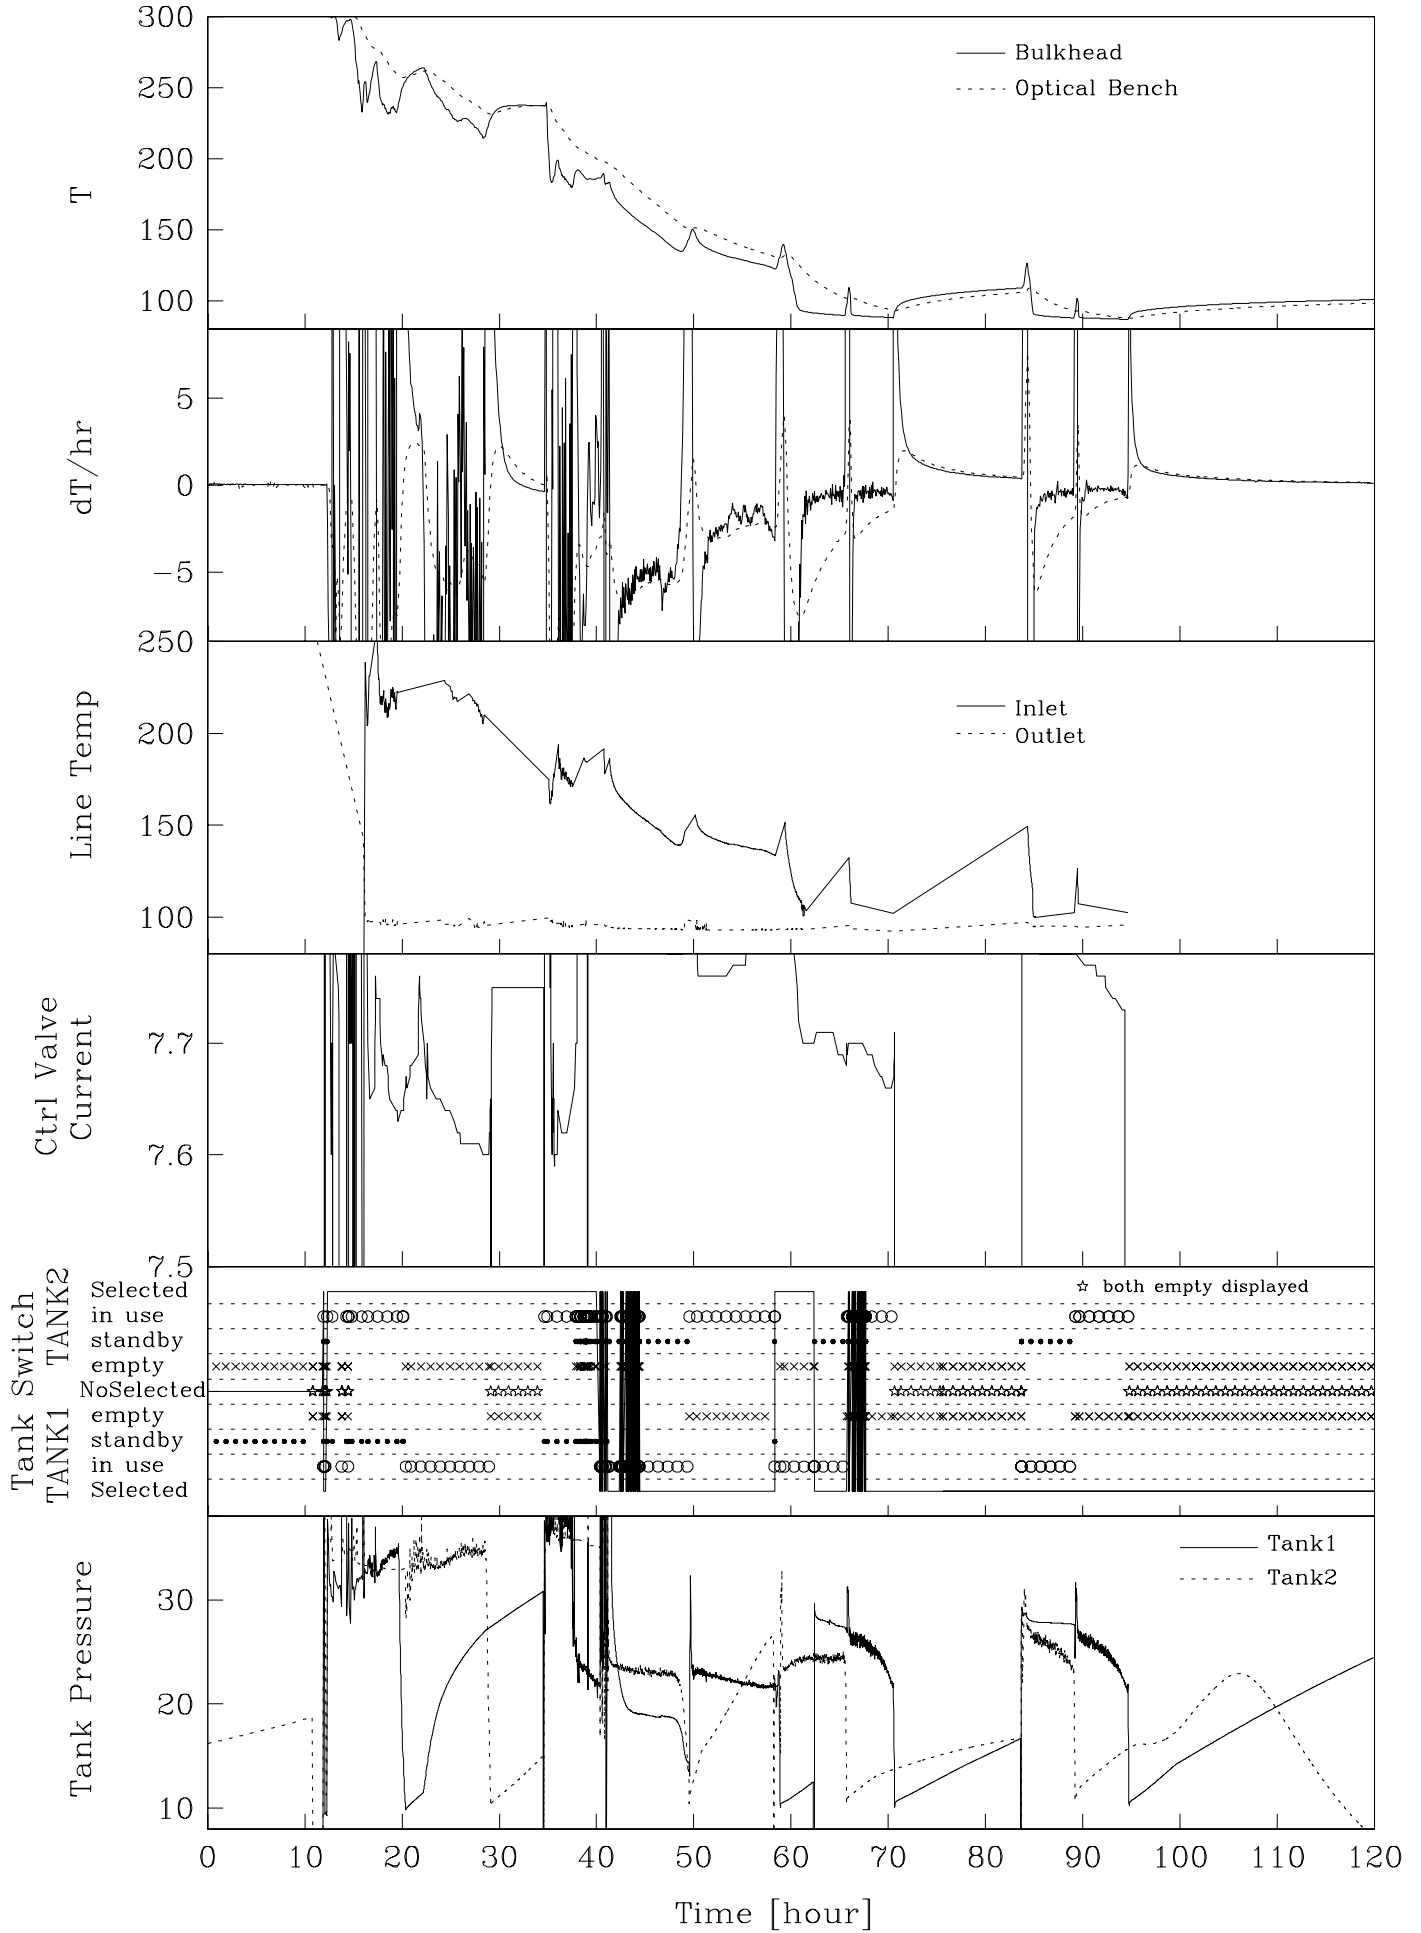 300
250
200
150
100
T
Bulkhead
Optical Bench
5
0
−5
dT/hr
250
200
150
100
Line Temp
Inlet
Outlet
7.7
7.6
7.5
Ctrl Valve
Current
Tank Switch
TANK1 TANK2
Selected
in use
standby
empty
NoSelected
empty
standby
in use
Selected
☆ both empty displayed
30
20
10
Tank Pressure
Tank1
Tank2
0 10 20 30 40 50 60 70 80 90 100 110 120
Time [hour]